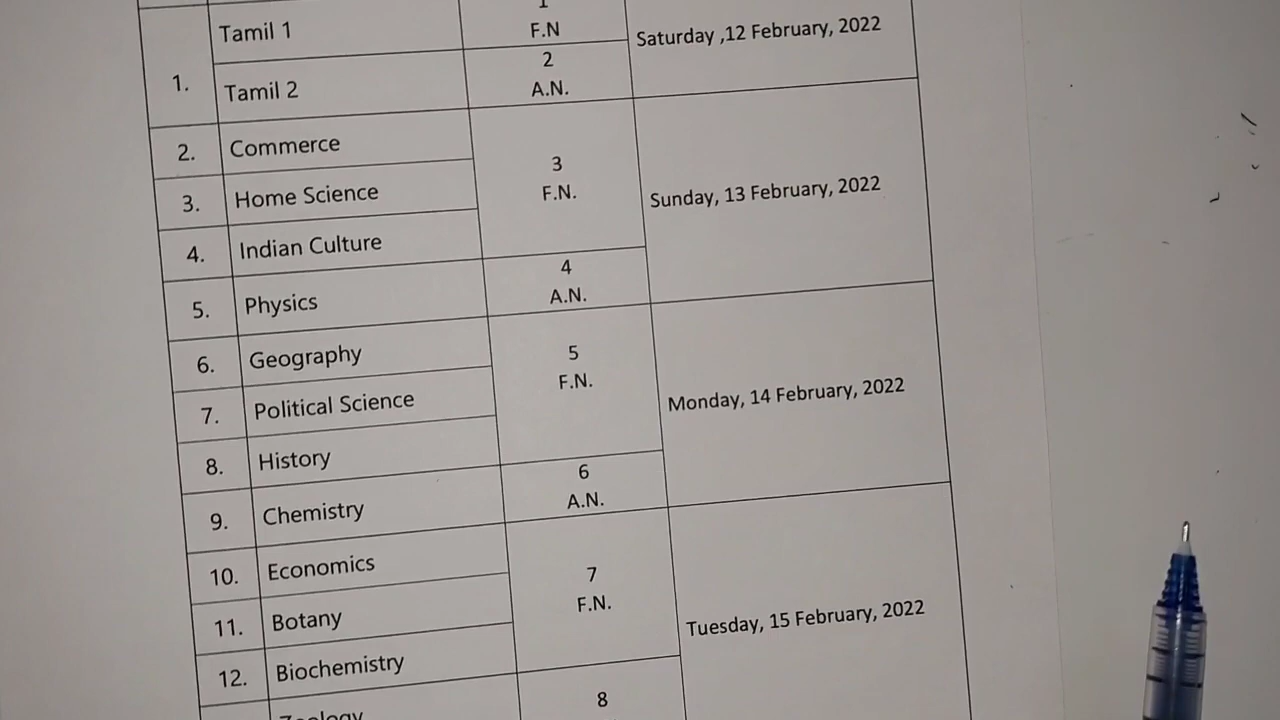 1
Tamil 1
F.N
Saturday ,12 February, 2022
1.
2
Tamil 2
A.N.
2.
Commerce
3
F.N.
Sunday, 13 February, 2022
3.
Home Science
4.
Indian Culture
4
A.N.
5.
Physics
6.
Geography
5
F.N.
Monday, 14 February, 2022
7.
Political Science
8.
History
6
A.N.
9.
Chemistry
10.
Economics
7
F.N.
Tuesday, 15 February, 2022
11.
Botany
12.
Biochemistry
8
Zoology